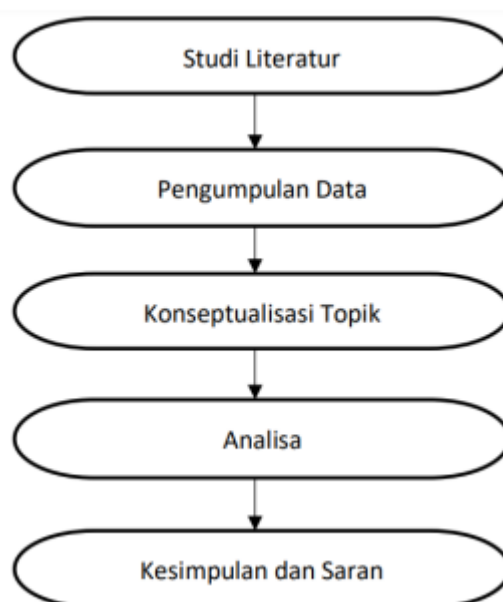 Studi Literatur
Pengumpulan Data
Konseptualisasi Topik
Analisa
Kesimpulan dan Saran